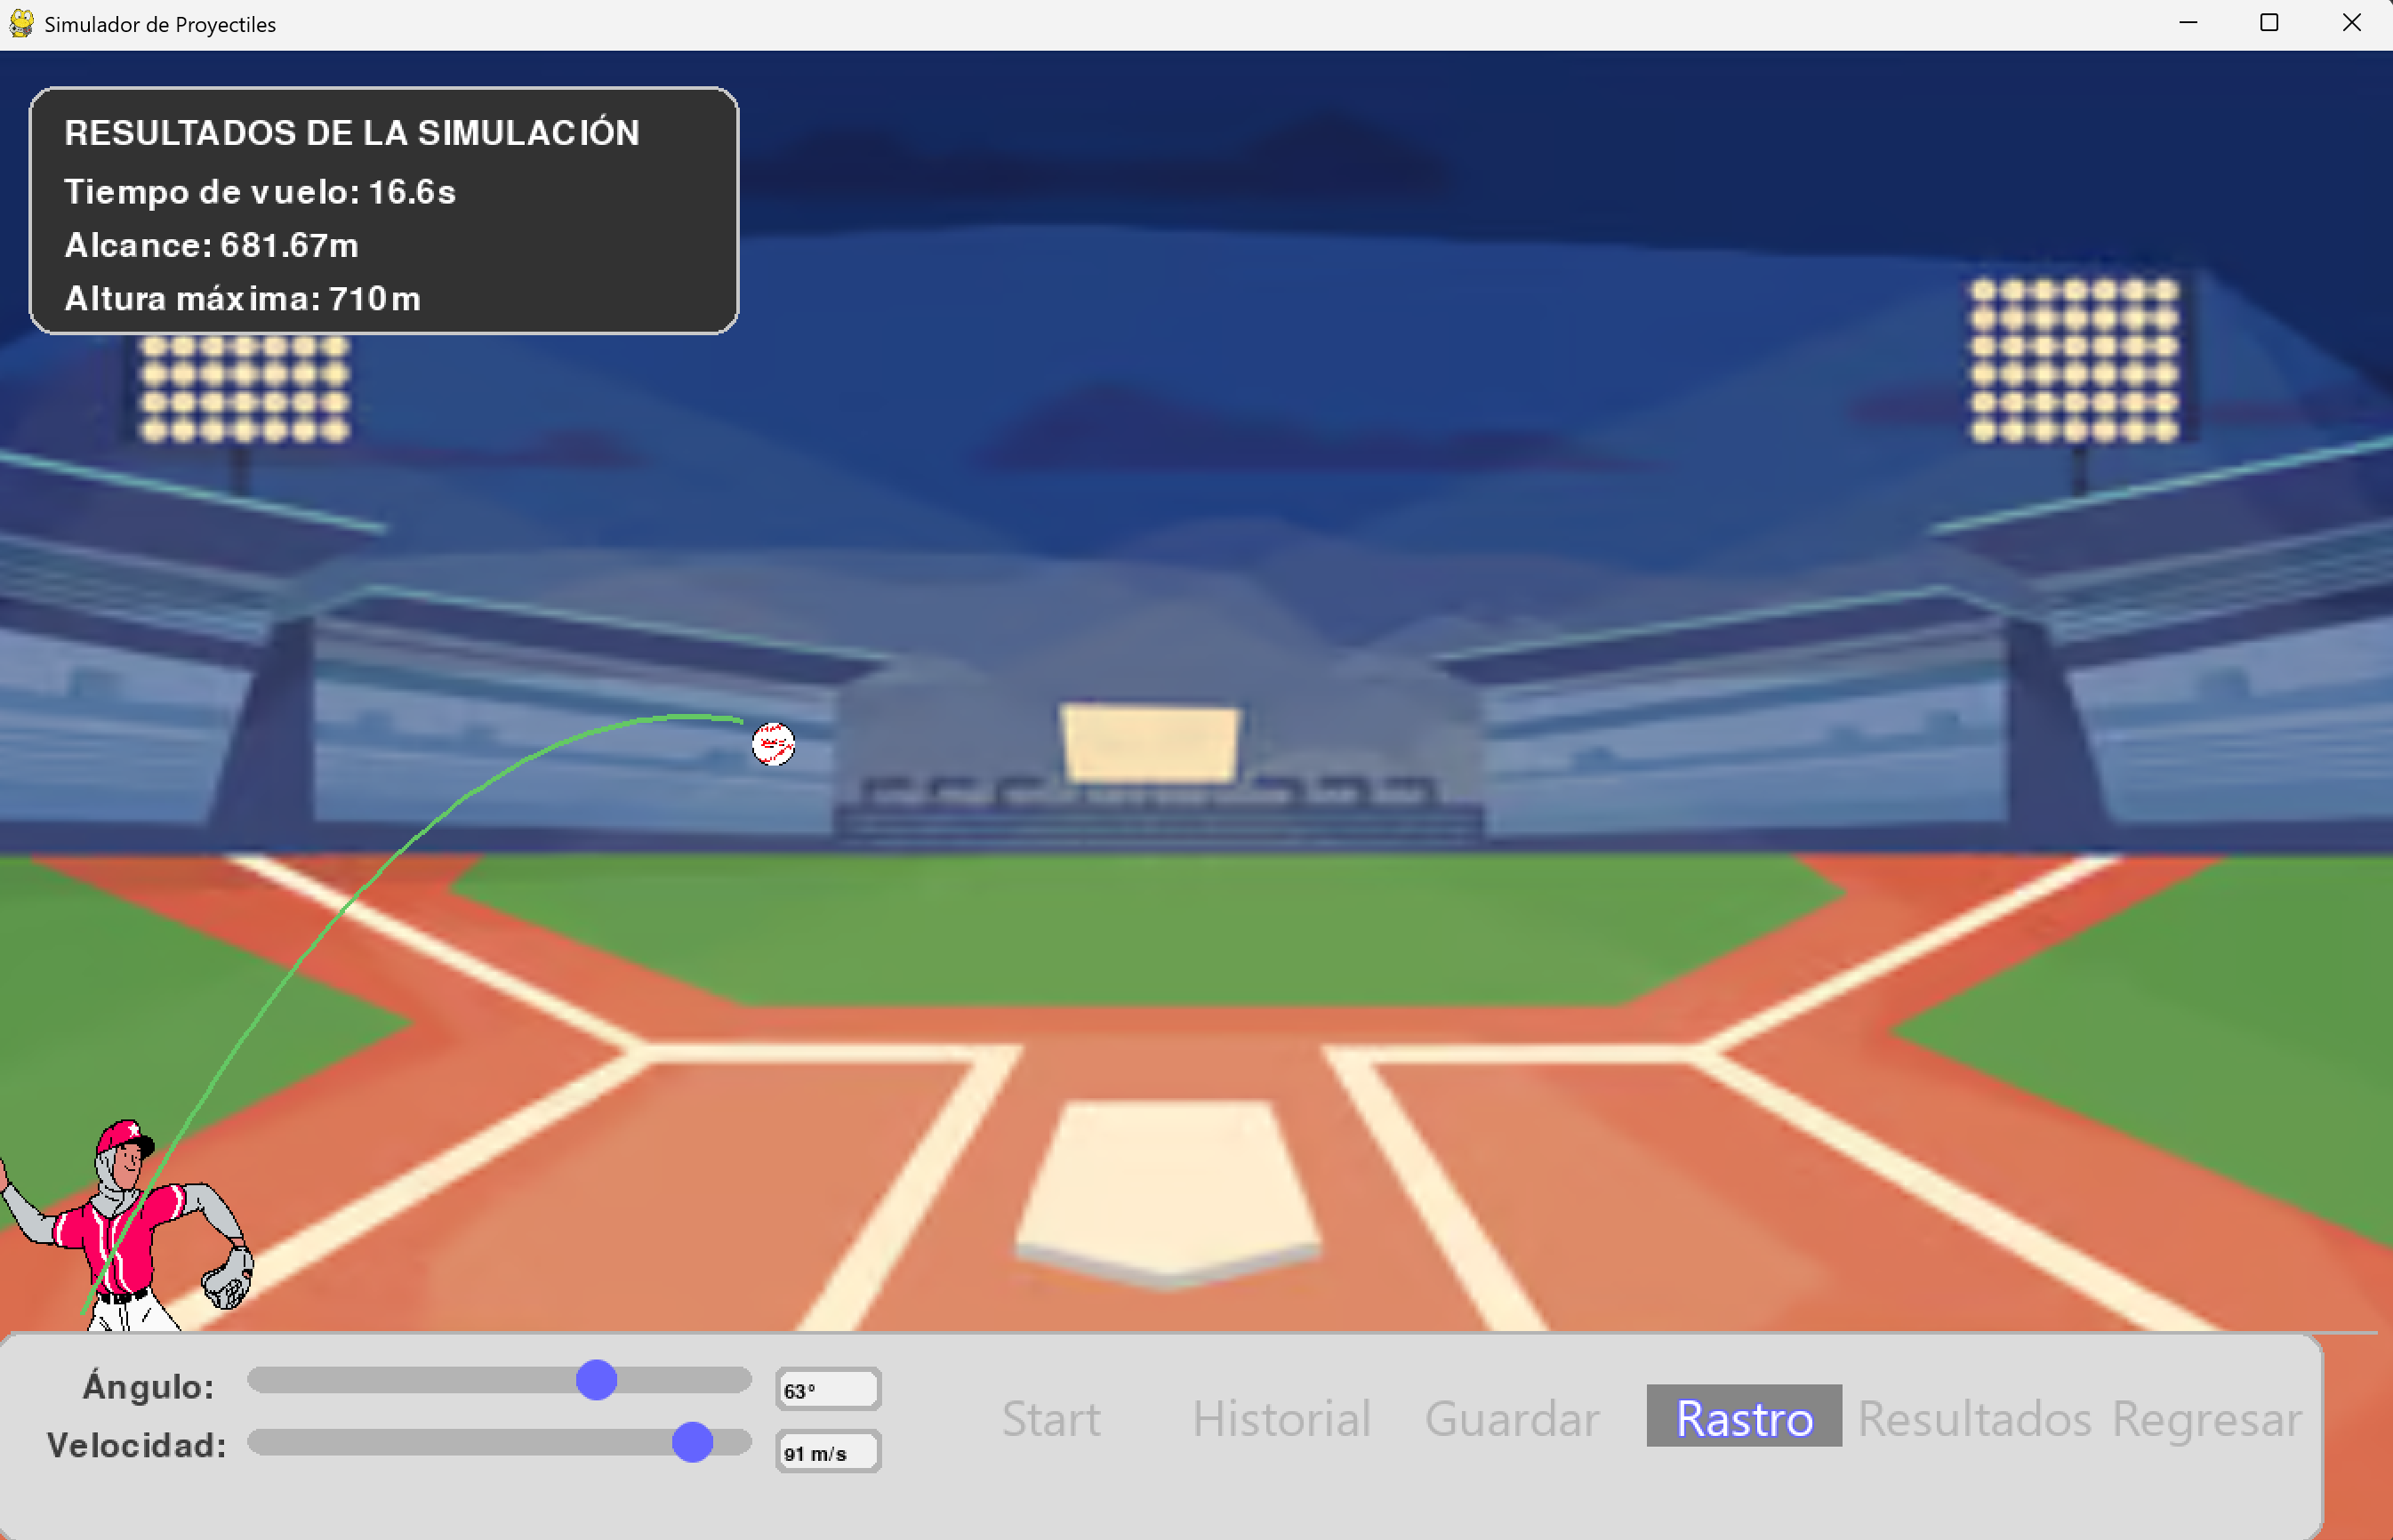 Simulador de Proyectiles
RESULTADOS DE LA SIMULACIÓN
Tiempo de vuelo: 16.6s
Alcance: 681.67m
Altura máxima: 710m
Ángulo:
63°
Velocidad:
91 m/s
Start
Historial
Guardar
Rastro
Resultados
Regresar